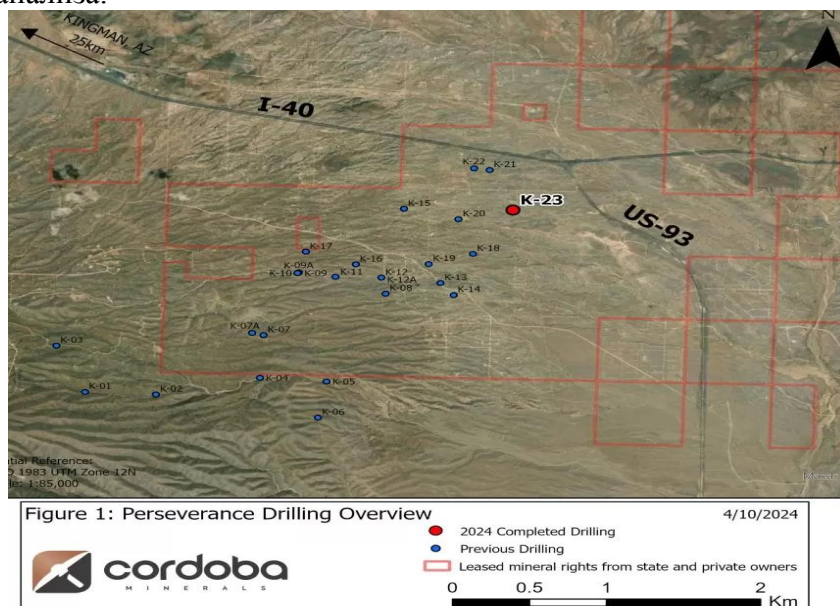 анализа.
KINGMAN, AZ
25km
N
I-40
K-22
K-21
K-15
K-23
K-20
US-93
K-17
K-18
K-09A
K-16
K-19
K-10
K-09
K-11
K-12
K-12A
K-13
K-08
K-14
K-07A
K-07
K-03
K-04
K-05
K-01
K-02
K-06
tial Reference:
1983 UTM Zone 12N
le: 1:85,000
Figure 1: Perseverance Drilling Overview
4/10/2024
2024 Completed Drilling
Previous Drilling
Leased mineral rights from state and private owners
cordoba
MINERALS
0 0.5 1 2
Km